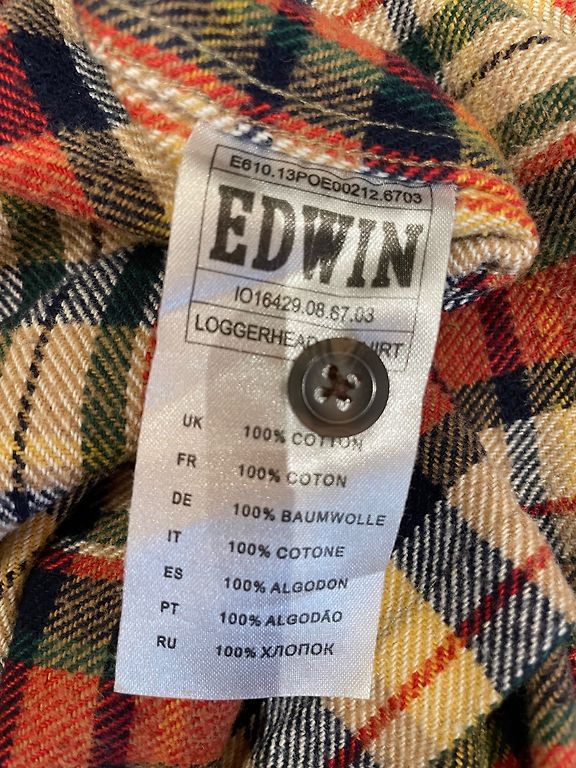 E610.13POE00212.6703
EDWIN
IO16429.08.67.03
LOGGERHEAD
UK 100% COTTON
FR 100% COTON
DE 100% BAUMWOLLE
IT 100% COTONE
ES 100% ALGODON
PT 100% ALGODÃO
RU 100% ХЛОПОК